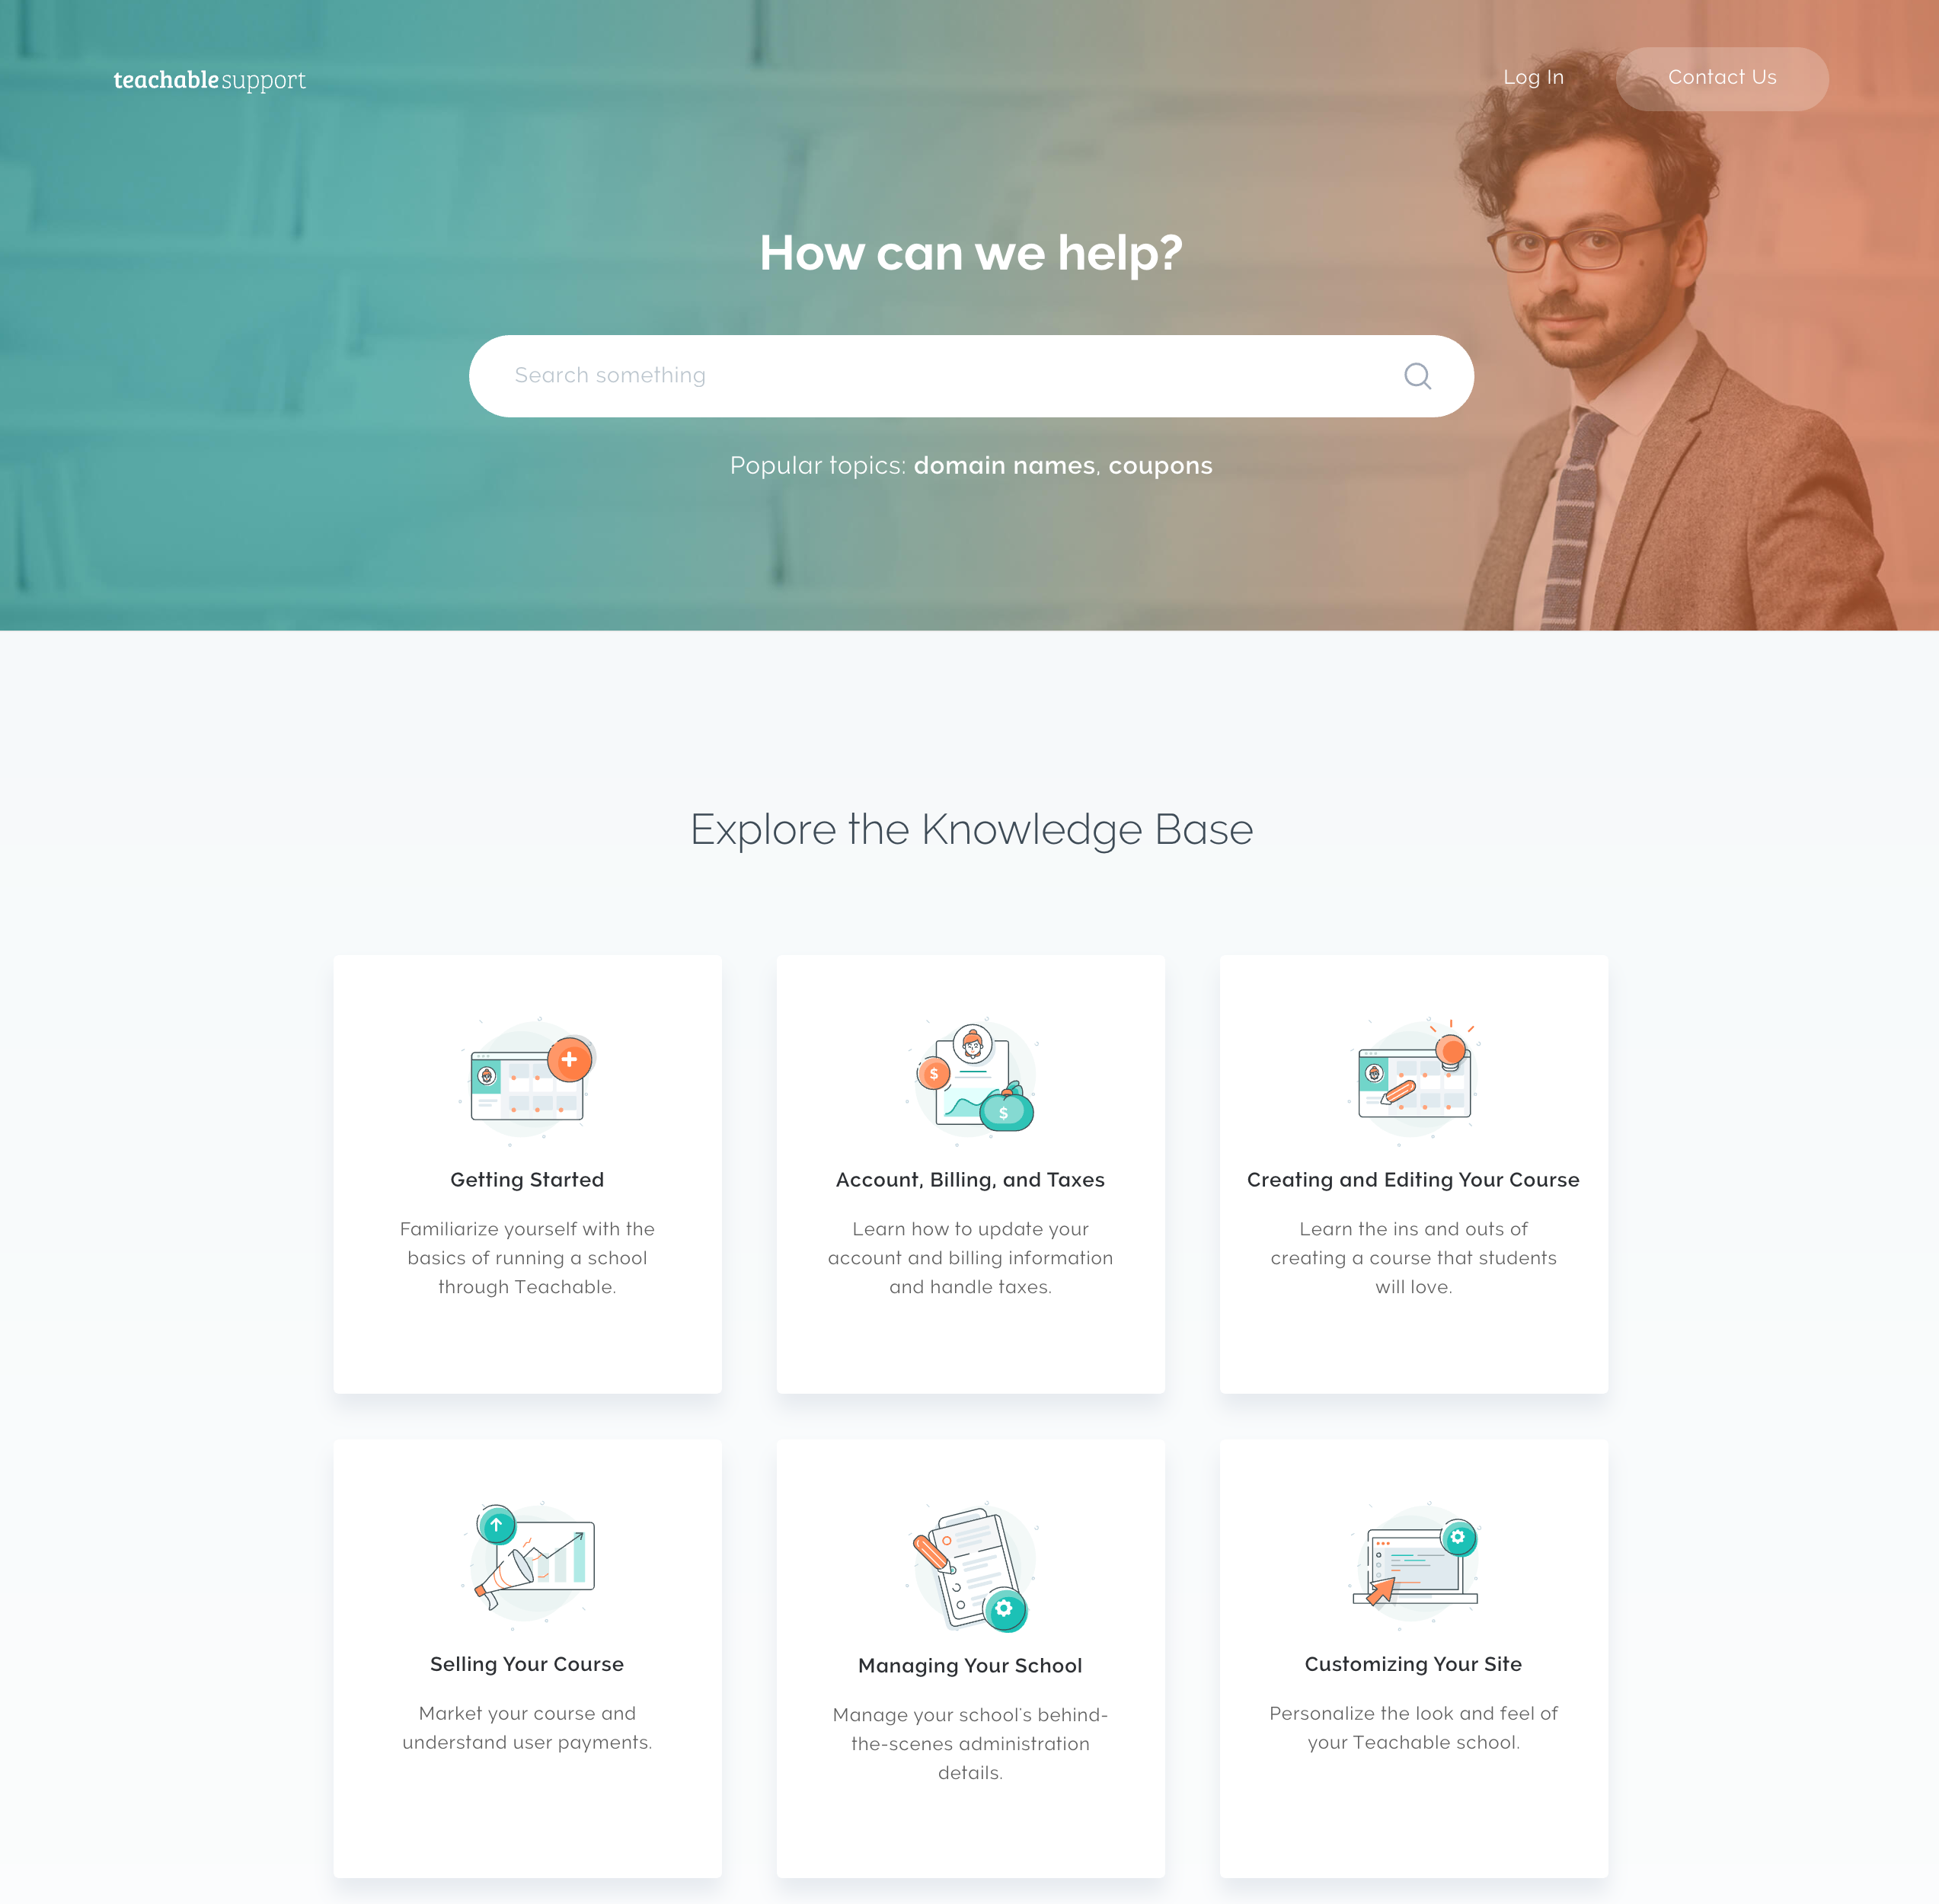 teachable support
Log In
Contact Us
How can we help?
Search something
Popular topics: domain names, coupons
Explore the Knowledge Base
Getting Started
Familiarize yourself with the
basics of running a school
through Teachable.
Account, Billing, and Taxes
Learn how to update your
account and billing information
and handle taxes.
Creating and Editing Your Course
Learn the ins and outs of
creating a course that students
will love.
Selling Your Course
Market your course and
understand user payments.
Managing Your School
Manage your school's behind-
the-scenes administration
details.
Customizing Your Site
Personalize the look and feel of
your Teachable school.